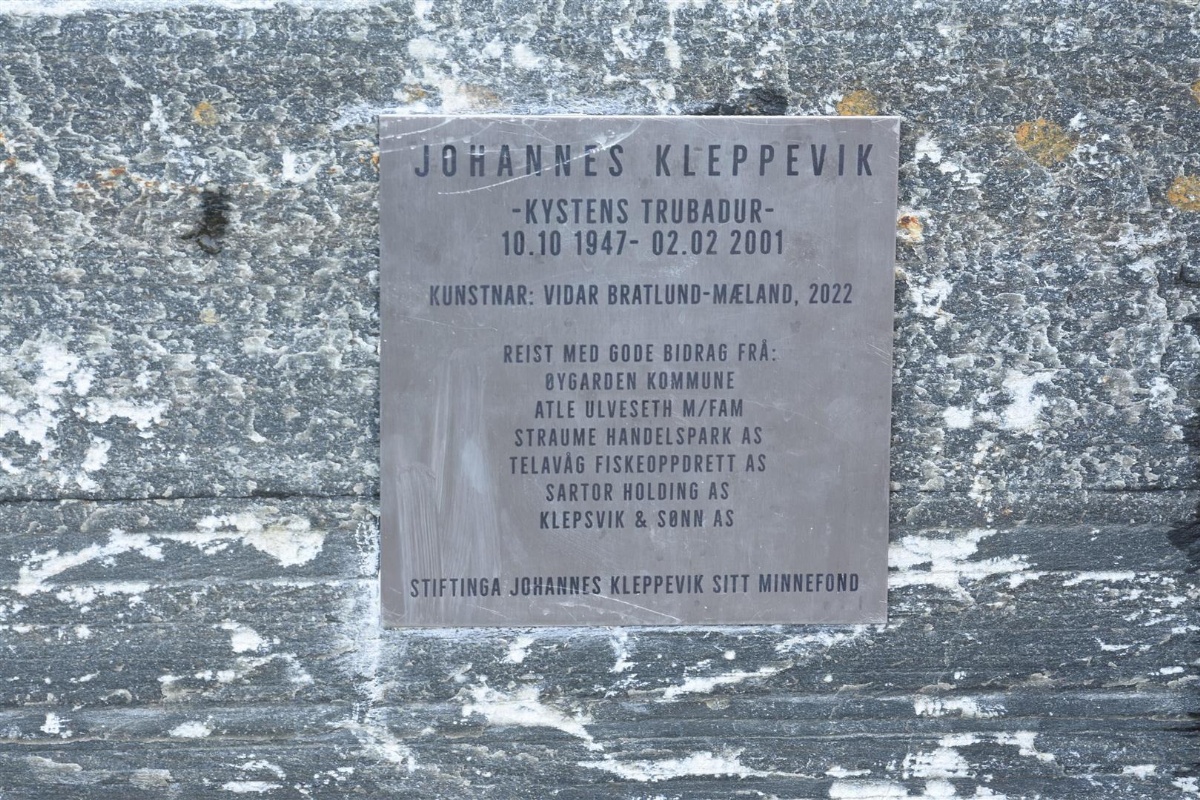 JOHANNES KLEPPEVIK
-KYSTENS TRUBADUR-
10.10 1947- 02.02 2001
KUNSTNAR: VIDAR BRATLUND-MÆLAND, 2022
REIST MED GODE BIDRAG FRÅ:
ØYGARDEN KOMMUNE
ATLE ULVESETH M/FAM
STRAUME HANDELSPARK AS
TELAVÅG FISKEOPPDRETT AS
SARTOR HOLDING AS
KLEPSVIK & SØNN AS
STIFTINGA JOHANNES KLEPPEVIK SITT MINNEFOND